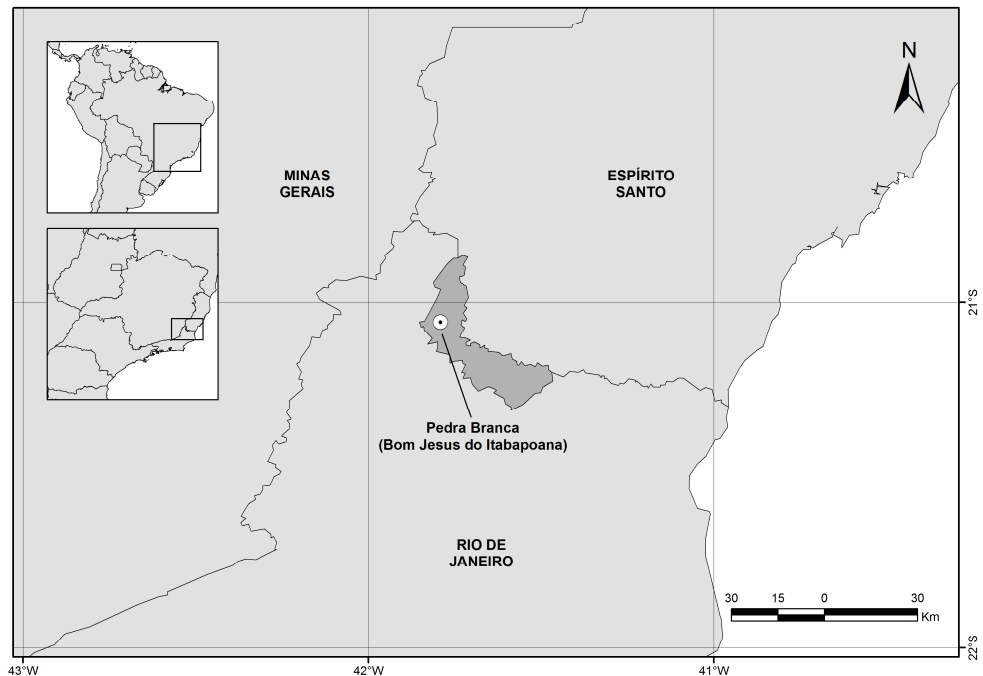 N
MINAS
GERAIS
ESPÍRITO
SANTO
21°S
Pedra Branca
(Bom Jesus do Itabapoana)
RIO DE
JANEIRO
30 15 0 30
Km
22°S
43°W 42°W 41°W